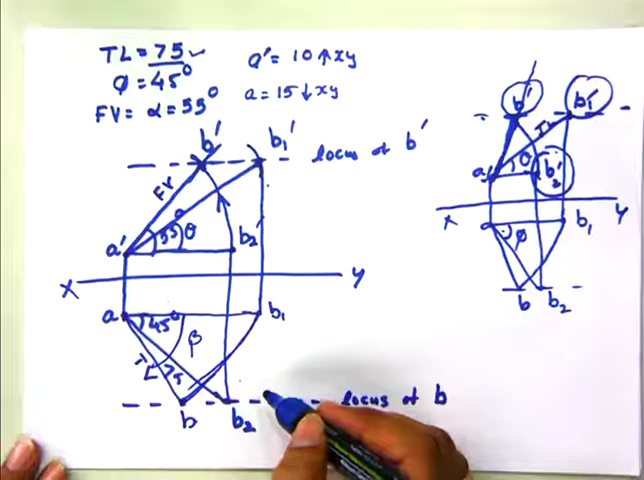 TL = 75
φ = 45°
FV = α = 55°
a' = 10 ↑ xy
a = 15 ↓ xy
b'
b1'
locus of b'
FV
55°
θ
a'
b2'
X
Y
a
45°
b1
β
TL
75
b
b2
locus of b
b'
b1'
TL
a'
θ
b2'
X
Y
a
φ
b1
b
b2